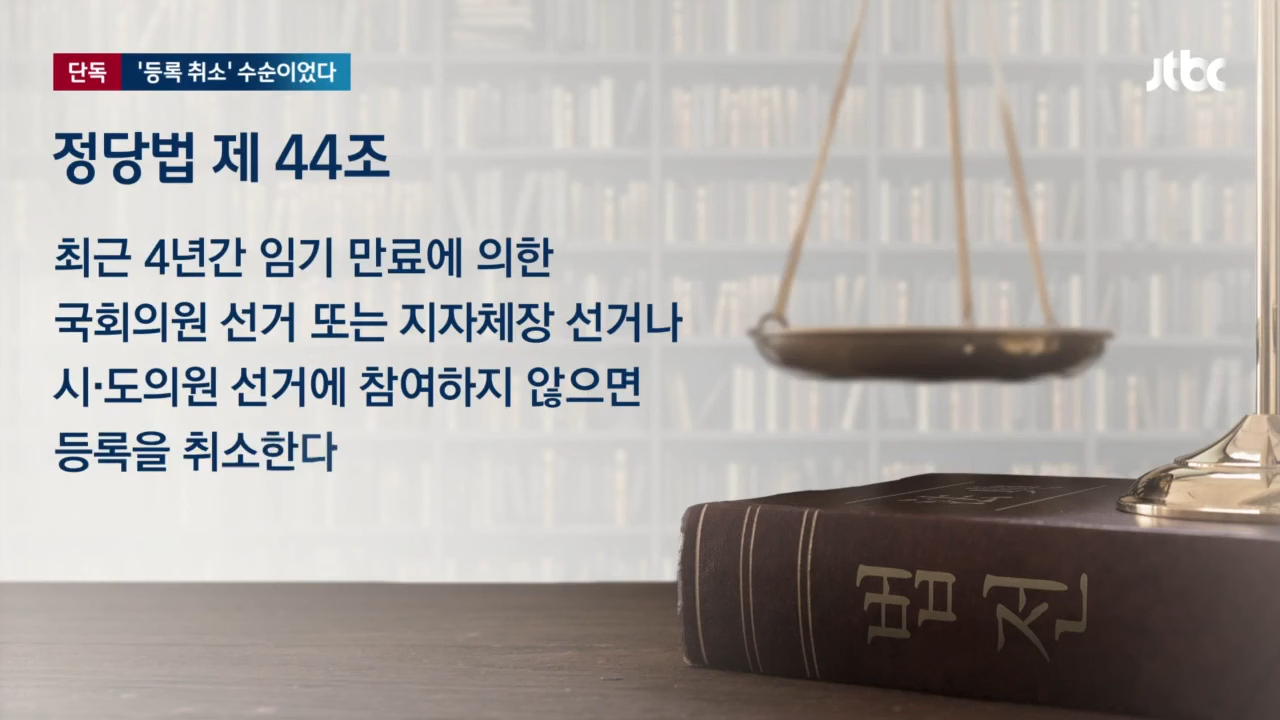 단독 '등록 취소' 수순이었다
jtbc
정당법 제 44조
최근 4년간 임기 만료에 의한
국회의원 선거 또는 지자체장 선거나
시·도의원 선거에 참여하지 않으면
등록을 취소한다
법전